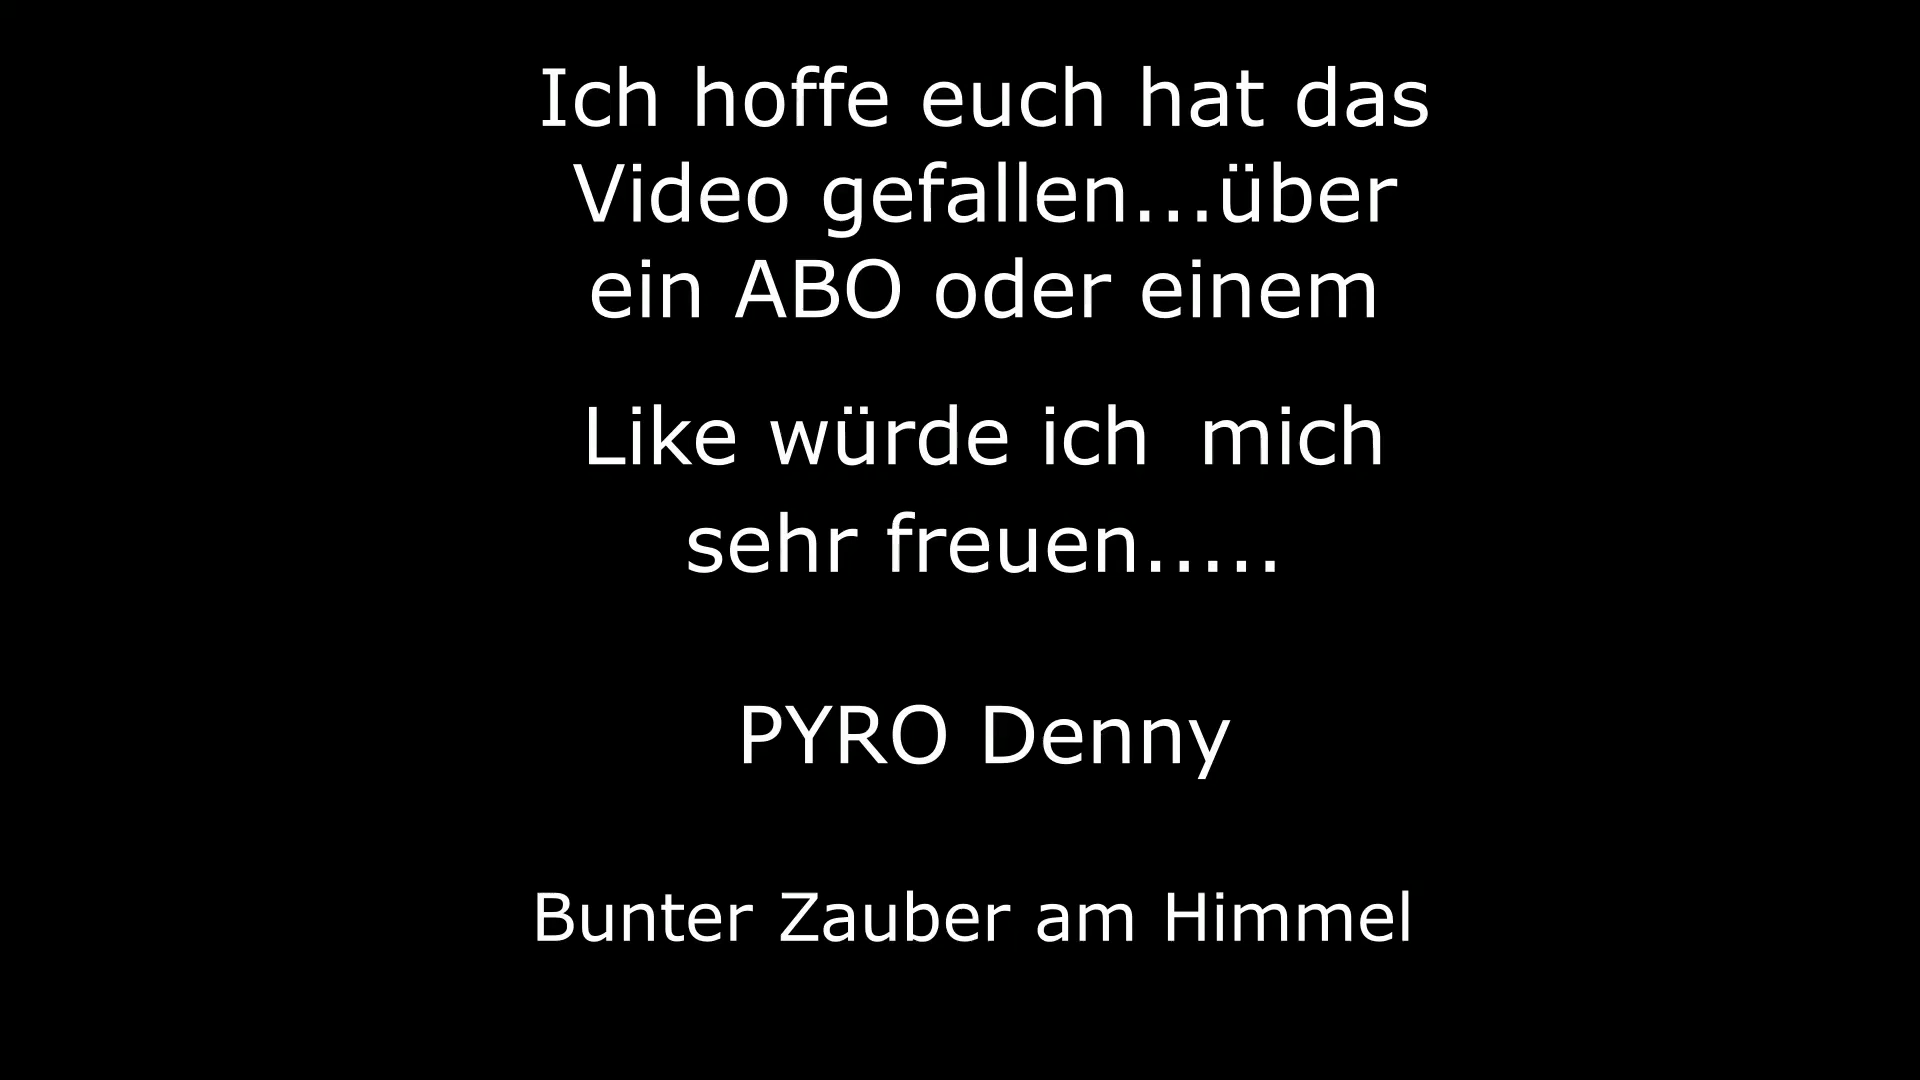 Ich hoffe euch hat das
Video gefallen...über
ein ABO oder einem
Like würde ich  mich
sehr freuen.....
PYRO Denny
Bunter Zauber am Himmel